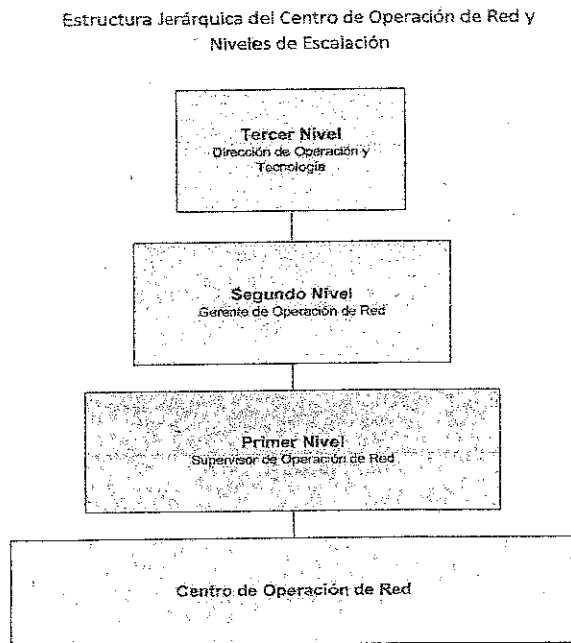 Estructura Jerárquica del Centro de Operación de Red y
Niveles de Escalación
Tercer Nivel
Dirección de Operación y
Tecnología
Segundo Nivel
Gerente de Operación de Red
Primer Nivel
Supervisor de Operación de Red
Centro de Operación de Red